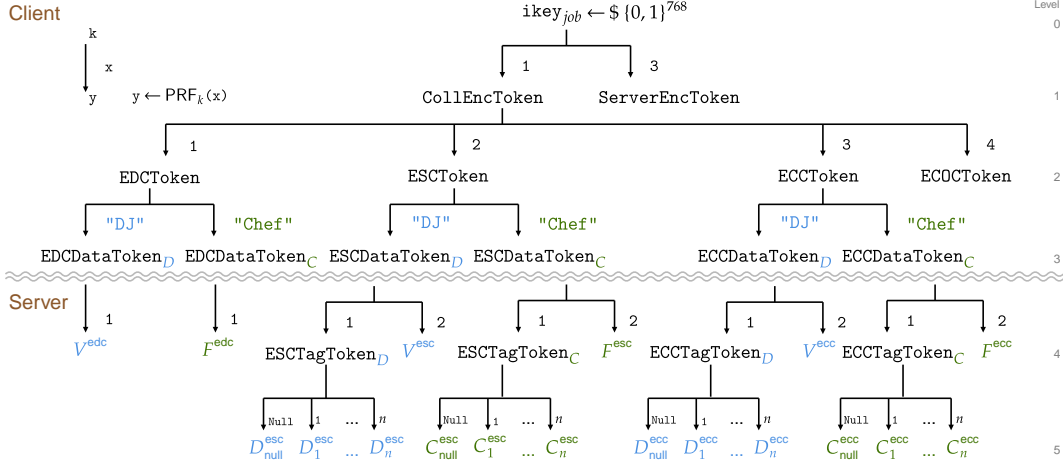 Client
Level
ikey_job ← $ {0, 1}^768
0
k
x
y
y ← PRF_k(x)
1
3
CollEncToken
ServerEncToken
1
1
2
3
4
EDCToken
ESCToken
ECCToken
ECOCToken
2
"DJ"
"Chef"
"DJ"
"Chef"
"DJ"
"Chef"
EDCDataToken_D
EDCDataToken_C
ESCDataToken_D
ESCDataToken_C
ECCDataToken_D
ECCDataToken_C
3
Server
1
1
1
2
1
2
1
2
1
2
V^edc
F^edc
ESCTagToken_D
V^esc
ESCTagToken_C
F^esc
ECCTagToken_D
V^ecc
ECCTagToken_C
F^ecc
4
Null 1 ... n
Null 1 ... n
Null 1 ... n
Null 1 ... n
D^esc_null D^esc_1 ... D^esc_n
C^esc_null C^esc_1 ... C^esc_n
D^ecc_null D^ecc_1 ... D^ecc_n
C^ecc_null C^ecc_1 ... C^ecc_n
5